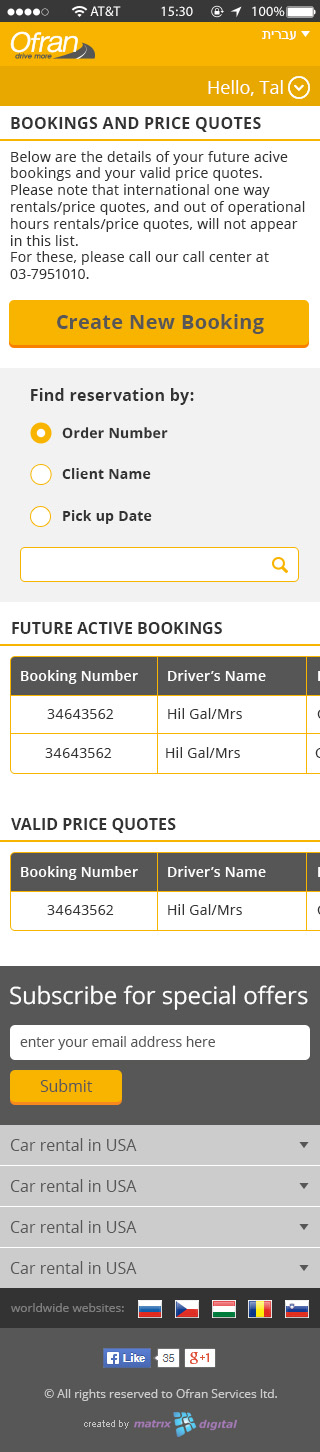 AT&T 15:30 100%
Ofran
drive more
עברית
Hello, Tal
BOOKINGS AND PRICE QUOTES
Below are the details of your future acive
bookings and your valid price quotes.
Please note that international one way
rentals/price quotes, and out of operational
hours rentals/price quotes, will not appear
in this list.
For these, please call our call center at
03-7951010.
Create New Booking
Find reservation by:
Order Number
Client Name
Pick up Date
FUTURE ACTIVE BOOKINGS
Booking Number Driver's Name
34643562 Hil Gal/Mrs
34643562 Hil Gal/Mrs
VALID PRICE QUOTES
Booking Number Driver's Name
34643562 Hil Gal/Mrs
Subscribe for special offers
enter your email address here
Submit
Car rental in USA
Car rental in USA
Car rental in USA
Car rental in USA
worldwide websites:
Like 35 g+1
© All rights reserved to Ofran Services ltd.
created by matrix digital